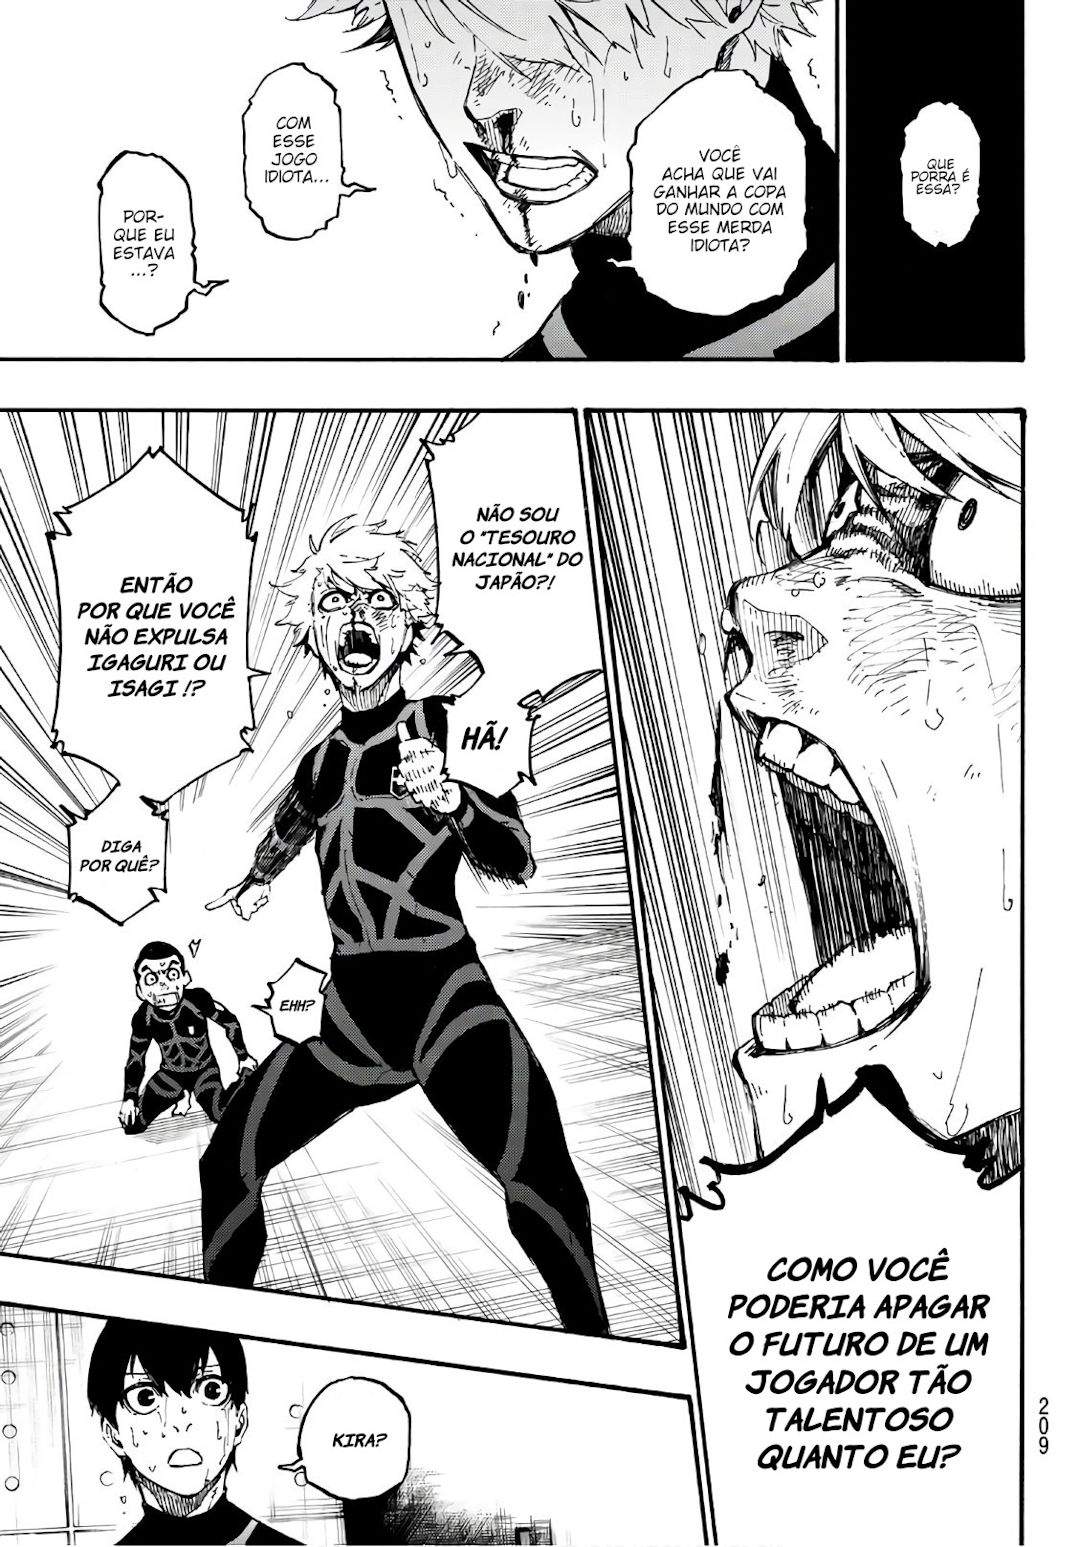 QUE
PORRA É
ESSA?
VOCÊ
ACHA QUE VAI
GANHAR A COPA
DO MUNDO COM
ESSE MERDA
IDIOTA?
COM
ESSE
JOGO
IDIOTA...
POR-
QUE EU
ESTAVA
...?
COMO VOCÊ
PODERIA APAGAR
O FUTURO DE UM
JOGADOR TÃO
TALENTOSO
QUANTO EU?
NÃO SOU
O "TESOURO
NACIONAL" DO
JAPÃO?!
HÃ!
ENTÃO
POR QUE VOCÊ
NÃO EXPULSA
IGAGURI OU
ISAGI !?
DIGA
POR QUÊ?
EHH?
KIRA?
209